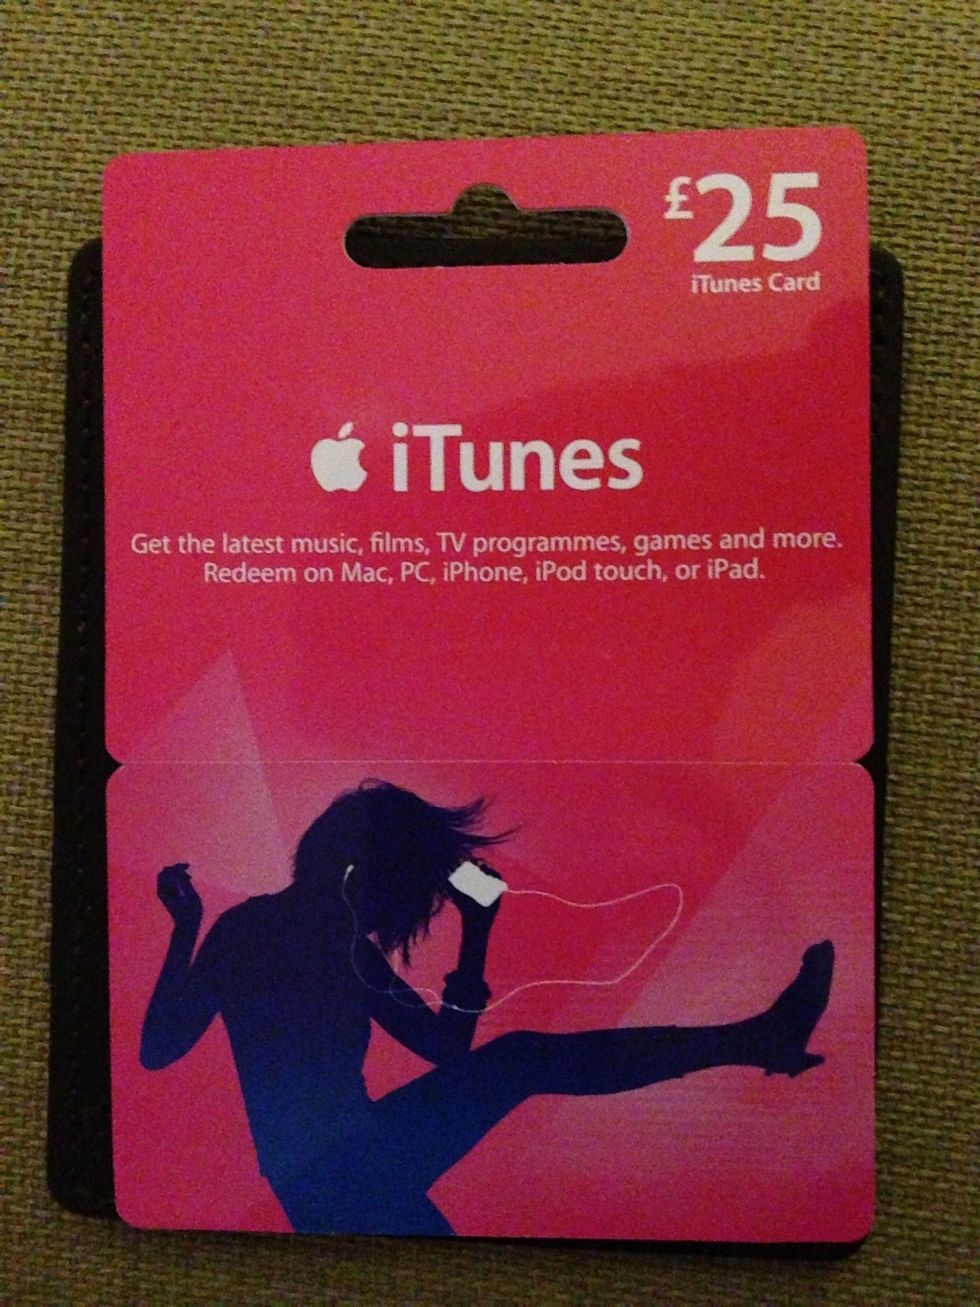 £25
iTunes Card
iTunes
Get the latest music, films, TV programmes, games and more.
Redeem on Mac, PC, iPhone, iPod touch, or iPad.